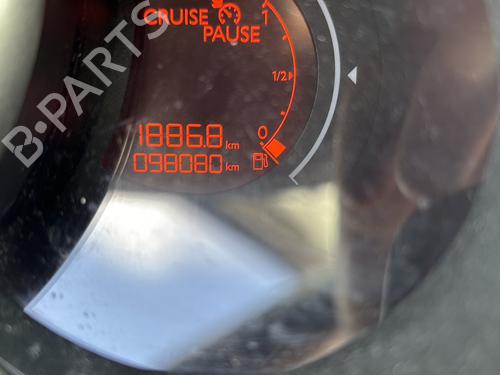 CRUISE 1
PAUSE
1/2
1886.8 km 0
098080 km
B-PARTS